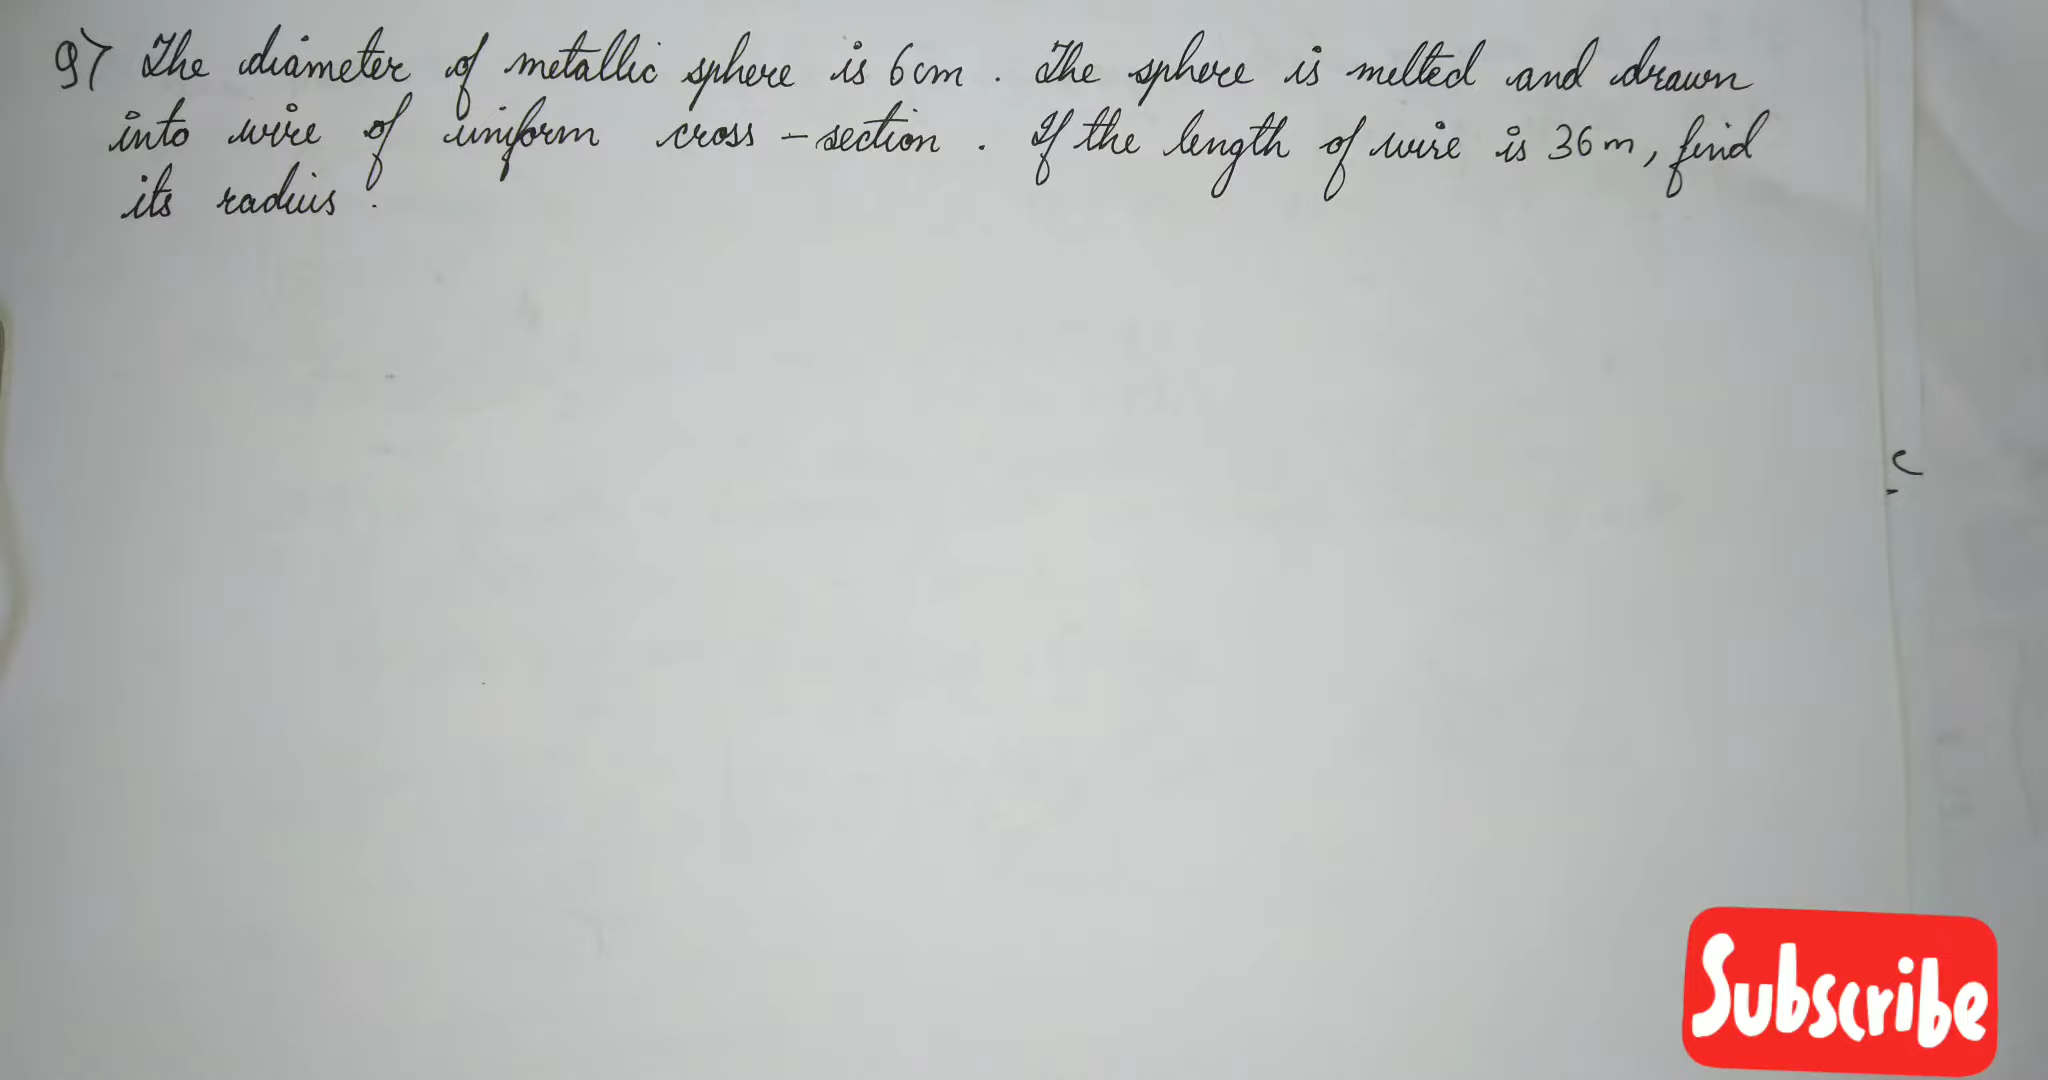 9) The diameter of metallic sphere is 6cm. The sphere is melted and drawn
into wire of uniform cross-section. If the length of wire is 36m, find
its radius.
Subscribe